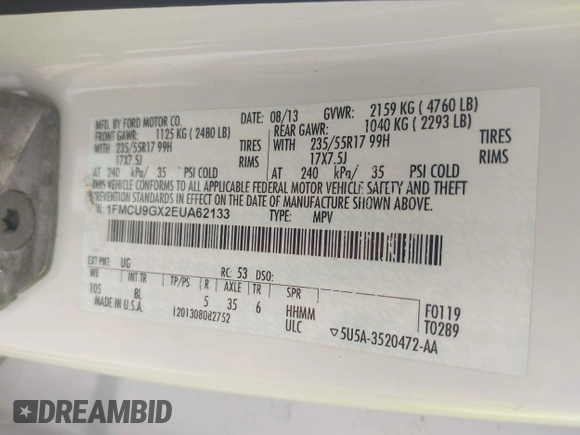 MFD. BY FORD MOTOR CO.
DATE: 08/13 GVWR: 2159 KG ( 4760 LB)
FRONT GAWR: 1125 KG ( 2480 LB)
REAR GAWR: 1040 KG ( 2293 LB)
WITH 235/55R17 99H TIRES
WITH 235/55R17 99H TIRES
17X7.5J RIMS
17X7.5J RIMS
AT 240 kPa/ 35 PSI COLD
AT 240 kPa/ 35 PSI COLD
THIS VEHICLE CONFORMS TO ALL APPLICABLE FEDERAL MOTOR VEHICLE SAFETY AND THEFT
PREVENTION STANDARDS IN EFFECT ON THE DATE OF MANUFACTURE SHOWN ABOVE.
1FMCU9GX2EUA62133
TYPE: MPV
EXT PNT: UG RC: 53 DSO:
WB INT TR TP/PS R AXLE TR SPR
105 BL 5 35 6 HHMM
F0119
MADE IN U.S.A. 1201308082752 ULC ▽5U5A-3520472-AA
T0289
DREAMBID